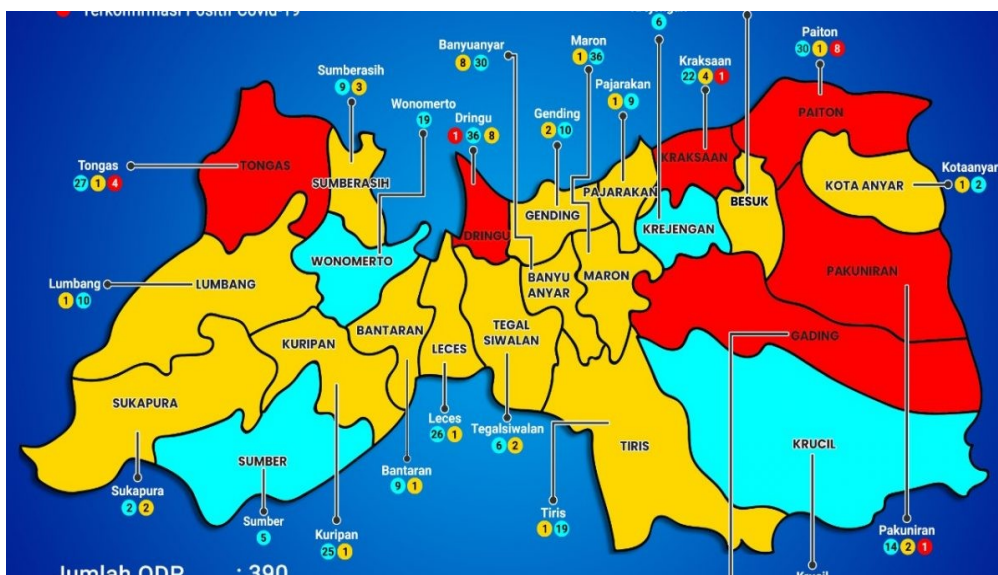 Terkonfirmasi Positif Covid-19
6
Paiton
30 1 8
Maron
1 36
Banyuanyar
8 30
Kraksaan
22 4 1
Sumberasih
9 3
Pajarakan
1 9
Wonomerto
19
Dringu
1 36 8
Gending
2 10
PAITON
KRAKSAAN
Tongas
27 1 4
TONGAS
Kotaanyar
1 2
SUMBERASIH
KOTA ANYAR
PAJARAKAN
BESUK
GENDING
KREJENGAN
DRINGU
WONOMERTO
PAKUNIRAN
Lumbang
1 10
LUMBANG
BANYU
ANYAR
MARON
TEGAL
SIWALAN
BANTARAN
GADING
KURIPAN
LECES
SUKAPURA
Leces
26 1
Tegalsiwalan
6 2
KRUCIL
TIRIS
SUMBER
Bantaran
9 1
Sukapura
2 2
Tiris
1 19
Sumber
5
Kuripan
25 1
Pakuniran
14 2 1
Jumlah ODP : 390
Krucil